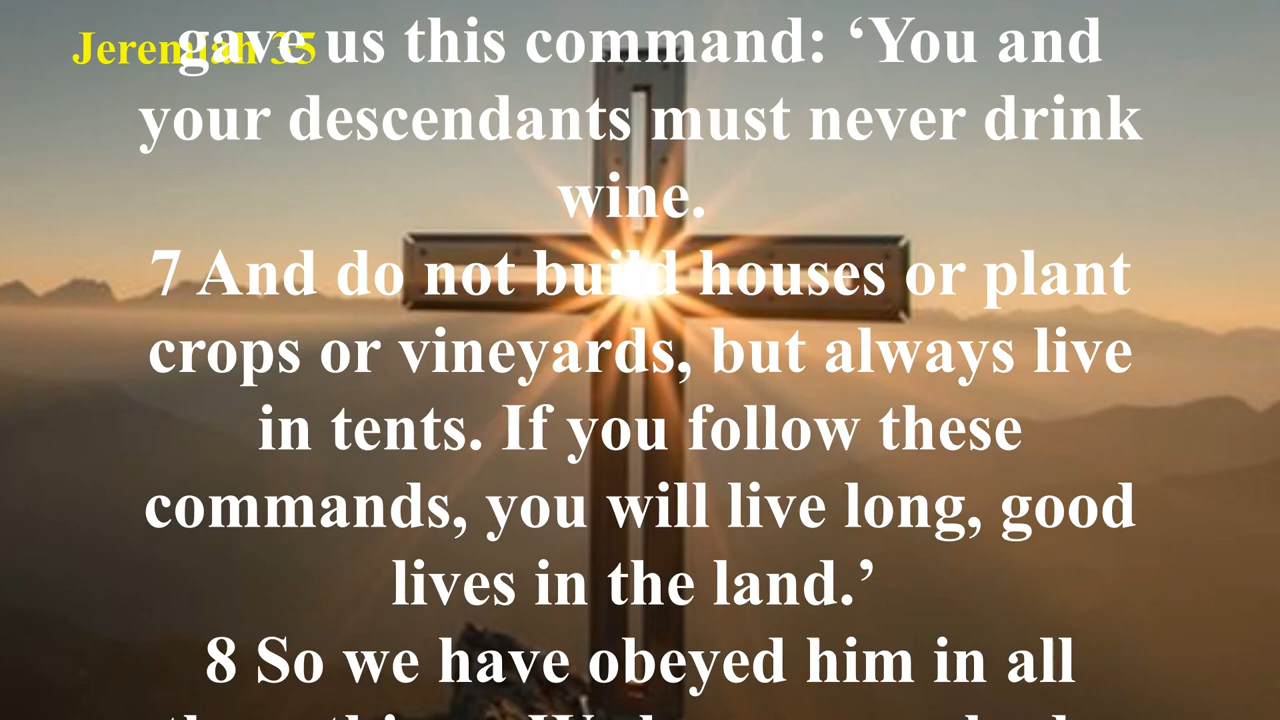 Jeremiah 35
gave us this command: ‘You and
your descendants must never drink
wine.
7 And do not build houses or plant
crops or vineyards, but always live
in tents. If you follow these
commands, you will live long, good
lives in the land.’
8 So we have obeyed him in all